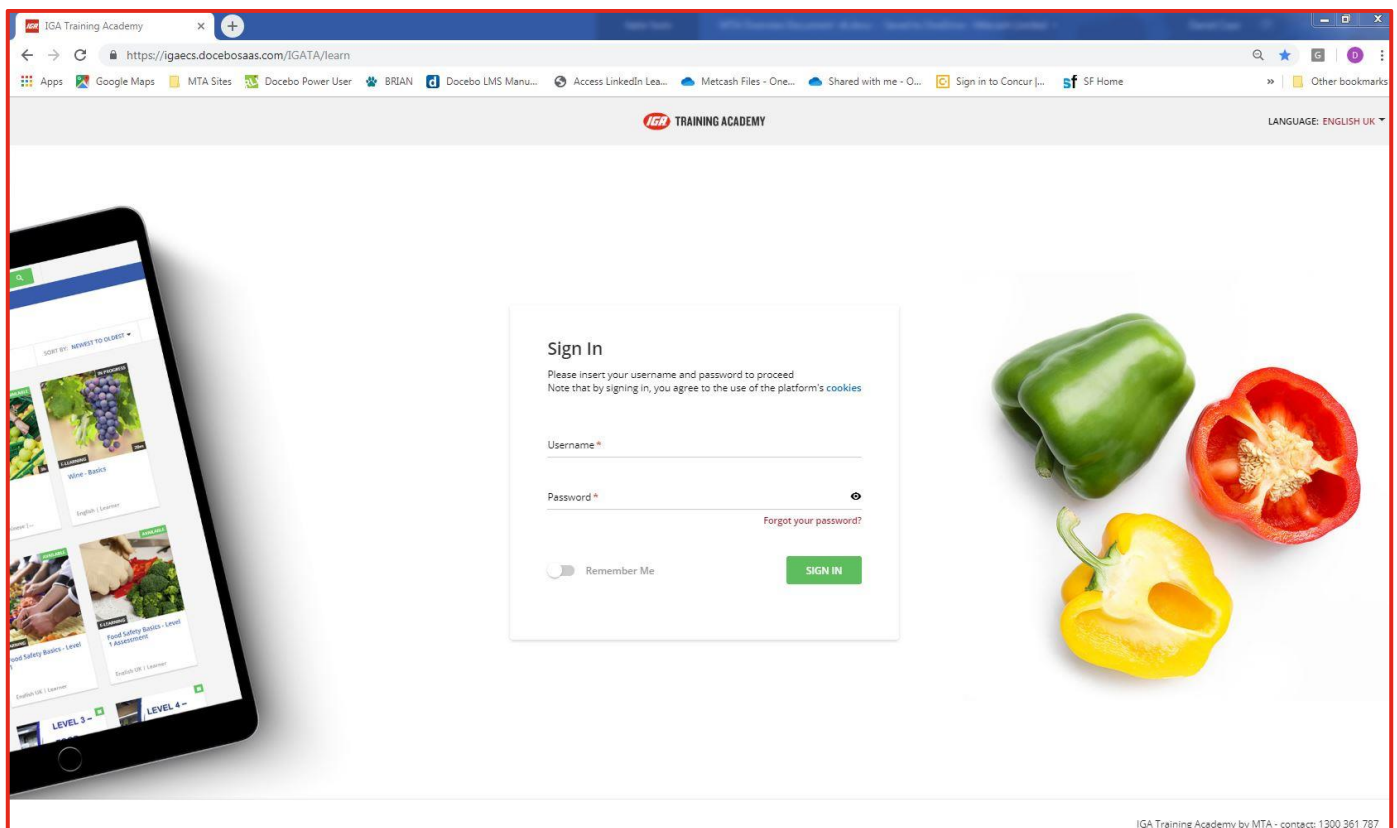 IGA Training Academy
https://igaecs.docebosaas.com/IGATA/learn
Apps Google Maps MTA Sites Docebo Power User BRIAN Docebo LMS Manu... Access LinkedIn Lea... Metcash Files - One... Shared with me - O... Sign in to Concur |... SF Home » Other bookmarks
IGA TRAINING ACADEMY
LANGUAGE: ENGLISH UK
SORT BY: NEWEST TO OLDEST
AVAILABLE
IN PROGRESS
E-LEARNING
Wine - Basics
English | Learner
AVAILABLE
AVAILABLE
E-LEARNING
Food Safety Basics - Level
Food Safety Basics - Level
1 Assessment
English UK | Learner
English UK | Learner
LEVEL 3 –
LEVEL 4 –
Sign In
Please insert your username and password to proceed
Note that by signing in, you agree to the use of the platform's cookies
Username *
Password *
Forgot your password?
Remember Me
SIGN IN
IGA Training Academy by MTA - contact: 1300 361 787